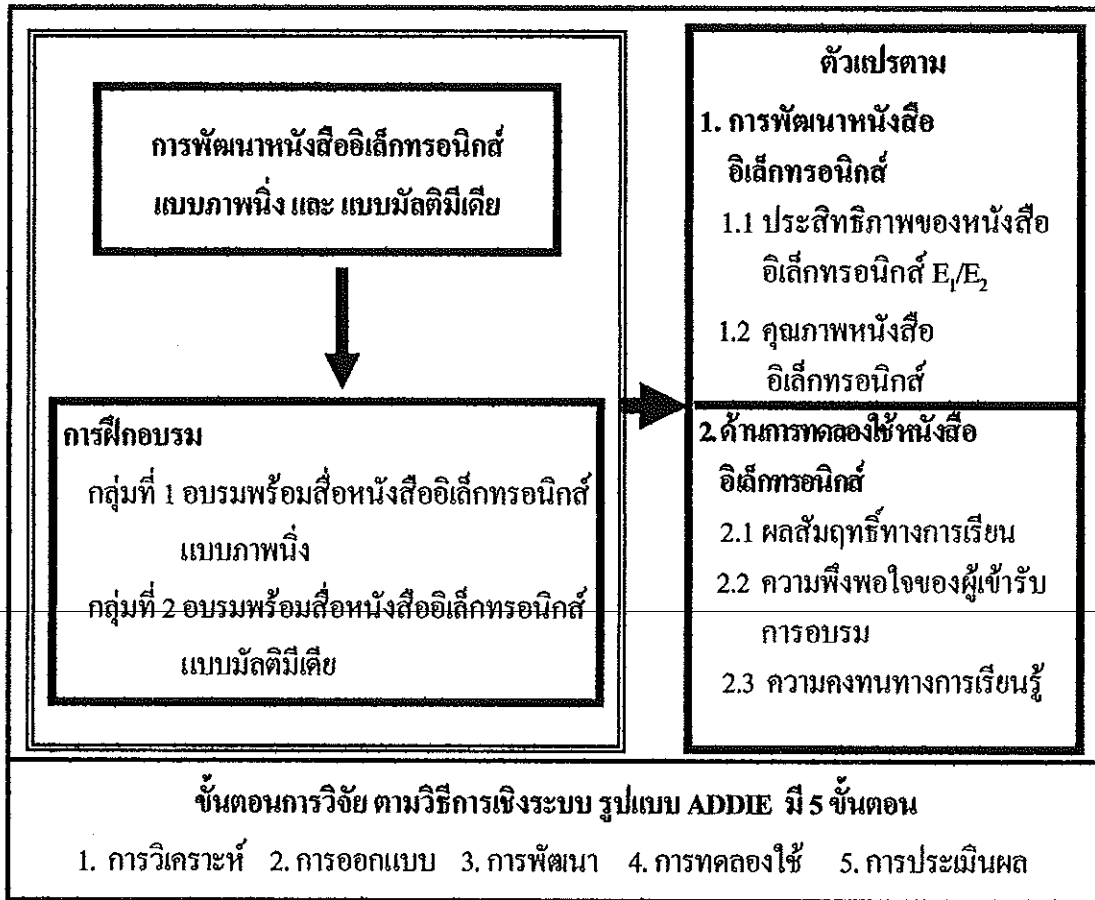 การพัฒนาหนังสืออิเล็กทรอนิกส์
แบบภาพนิ่ง และ แบบมัลติมีเดีย
การฝึกอบรม
กลุ่มที่ 1 อบรมพร้อมสื่อหนังสืออิเล็กทรอนิกส์
แบบภาพนิ่ง
กลุ่มที่ 2 อบรมพร้อมสื่อหนังสืออิเล็กทรอนิกส์
แบบมัลติมีเดีย
ตัวแปรตาม
1. การพัฒนาหนังสือ
อิเล็กทรอนิกส์
1.1 ประสิทธิภาพของหนังสือ
อิเล็กทรอนิกส์ E₁/E₂
1.2 คุณภาพหนังสือ
อิเล็กทรอนิกส์
2. ด้านการทดลองใช้หนังสือ
อิเล็กทรอนิกส์
2.1 ผลสัมฤทธิ์ทางการเรียน
2.2 ความพึงพอใจของผู้เข้ารับ
การอบรม
2.3 ความคงทนทางการเรียนรู้
ขั้นตอนการวิจัย ตามวิธีการเชิงระบบ รูปแบบ ADDIE มี 5 ขั้นตอน
1. การวิเคราะห์ 2. การออกแบบ 3. การพัฒนา 4. การทดลองใช้ 5. การประเมินผล